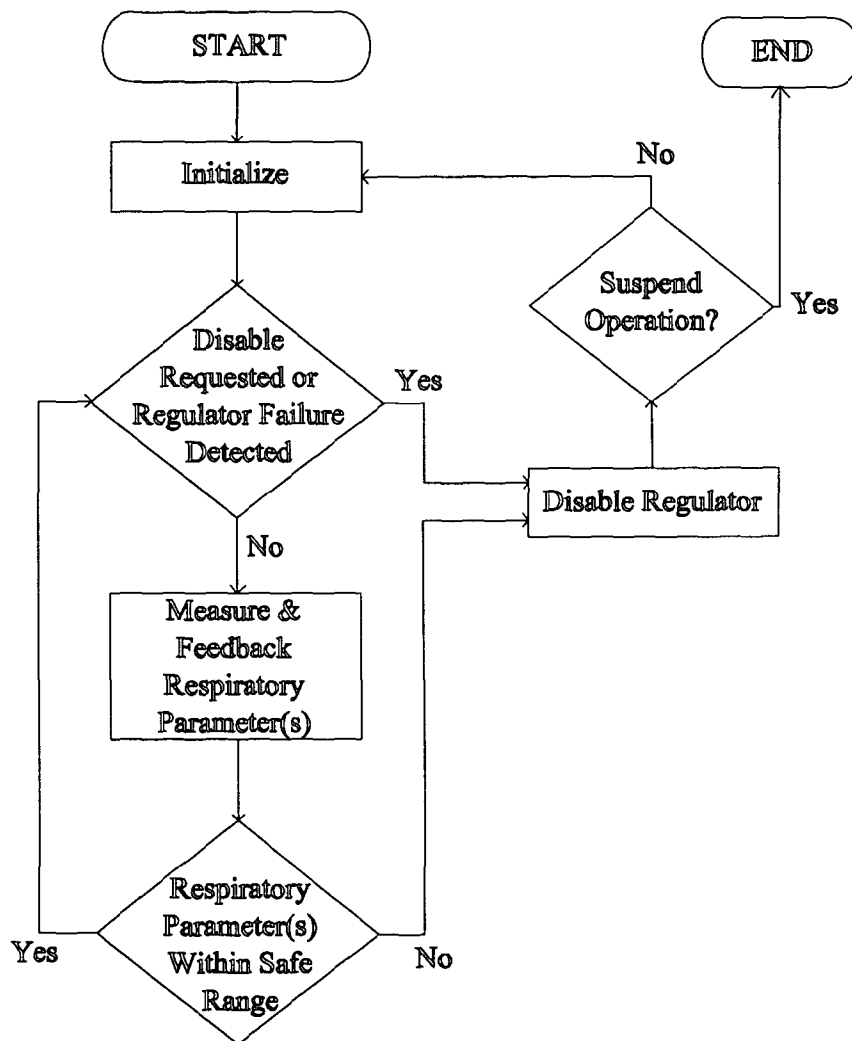 START
END
Initialize
No
Suspend
Operation?
Yes
Disable
Requested or
Regulator Failure
Detected
Yes
Disable Regulator
No
Measure &
Feedback
Respiratory
Parameter(s)
Respiratory
Parameter(s)
Within Safe
Range
Yes
No